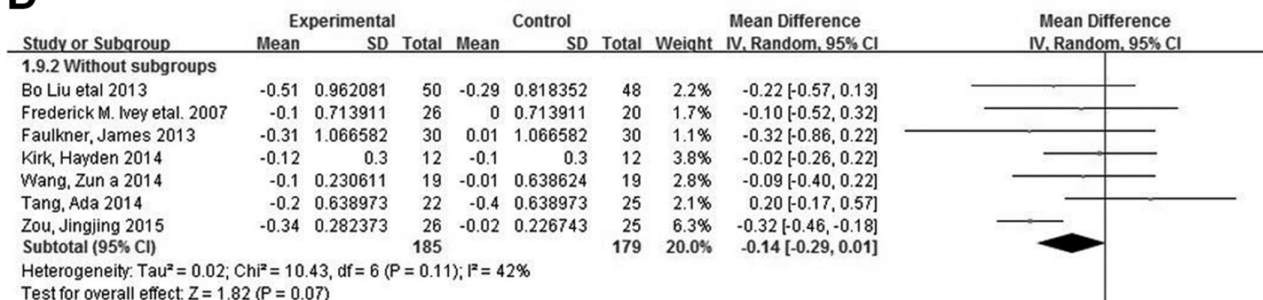 Experimental Control Mean Difference Mean Difference
Study or Subgroup Mean SD Total Mean SD Total Weight IV, Random, 95% CI IV, Random, 95% CI
1.9.2 Without subgroups
Bo Liu etal 2013 -0.51 0.962081 50 -0.29 0.818352 48 2.2% -0.22 [-0.57, 0.13]
Frederick M. Ivey etal. 2007 -0.1 0.713911 26 0 0.713911 20 1.7% -0.10 [-0.52, 0.32]
Faulkner, James 2013 -0.31 1.066582 30 0.01 1.066582 30 1.1% -0.32 [-0.86, 0.22]
Kirk, Hayden 2014 -0.12 0.3 12 -0.1 0.3 12 3.8% -0.02 [-0.26, 0.22]
Wang, Zun a 2014 -0.1 0.230611 19 -0.01 0.638624 19 2.8% -0.09 [-0.40, 0.22]
Tang, Ada 2014 -0.2 0.638973 22 -0.4 0.638973 25 2.1% 0.20 [-0.17, 0.57]
Zou, Jingjing 2015 -0.34 0.282373 26 -0.02 0.226743 25 6.3% -0.32 [-0.46, -0.18]
Subtotal (95% CI) 185 179 20.0% -0.14 [-0.29, 0.01]
Heterogeneity: Tau² = 0.02; Chi² = 10.43, df = 6 (P = 0.11); I² = 42%
Test for overall effect: Z = 1.82 (P = 0.07)